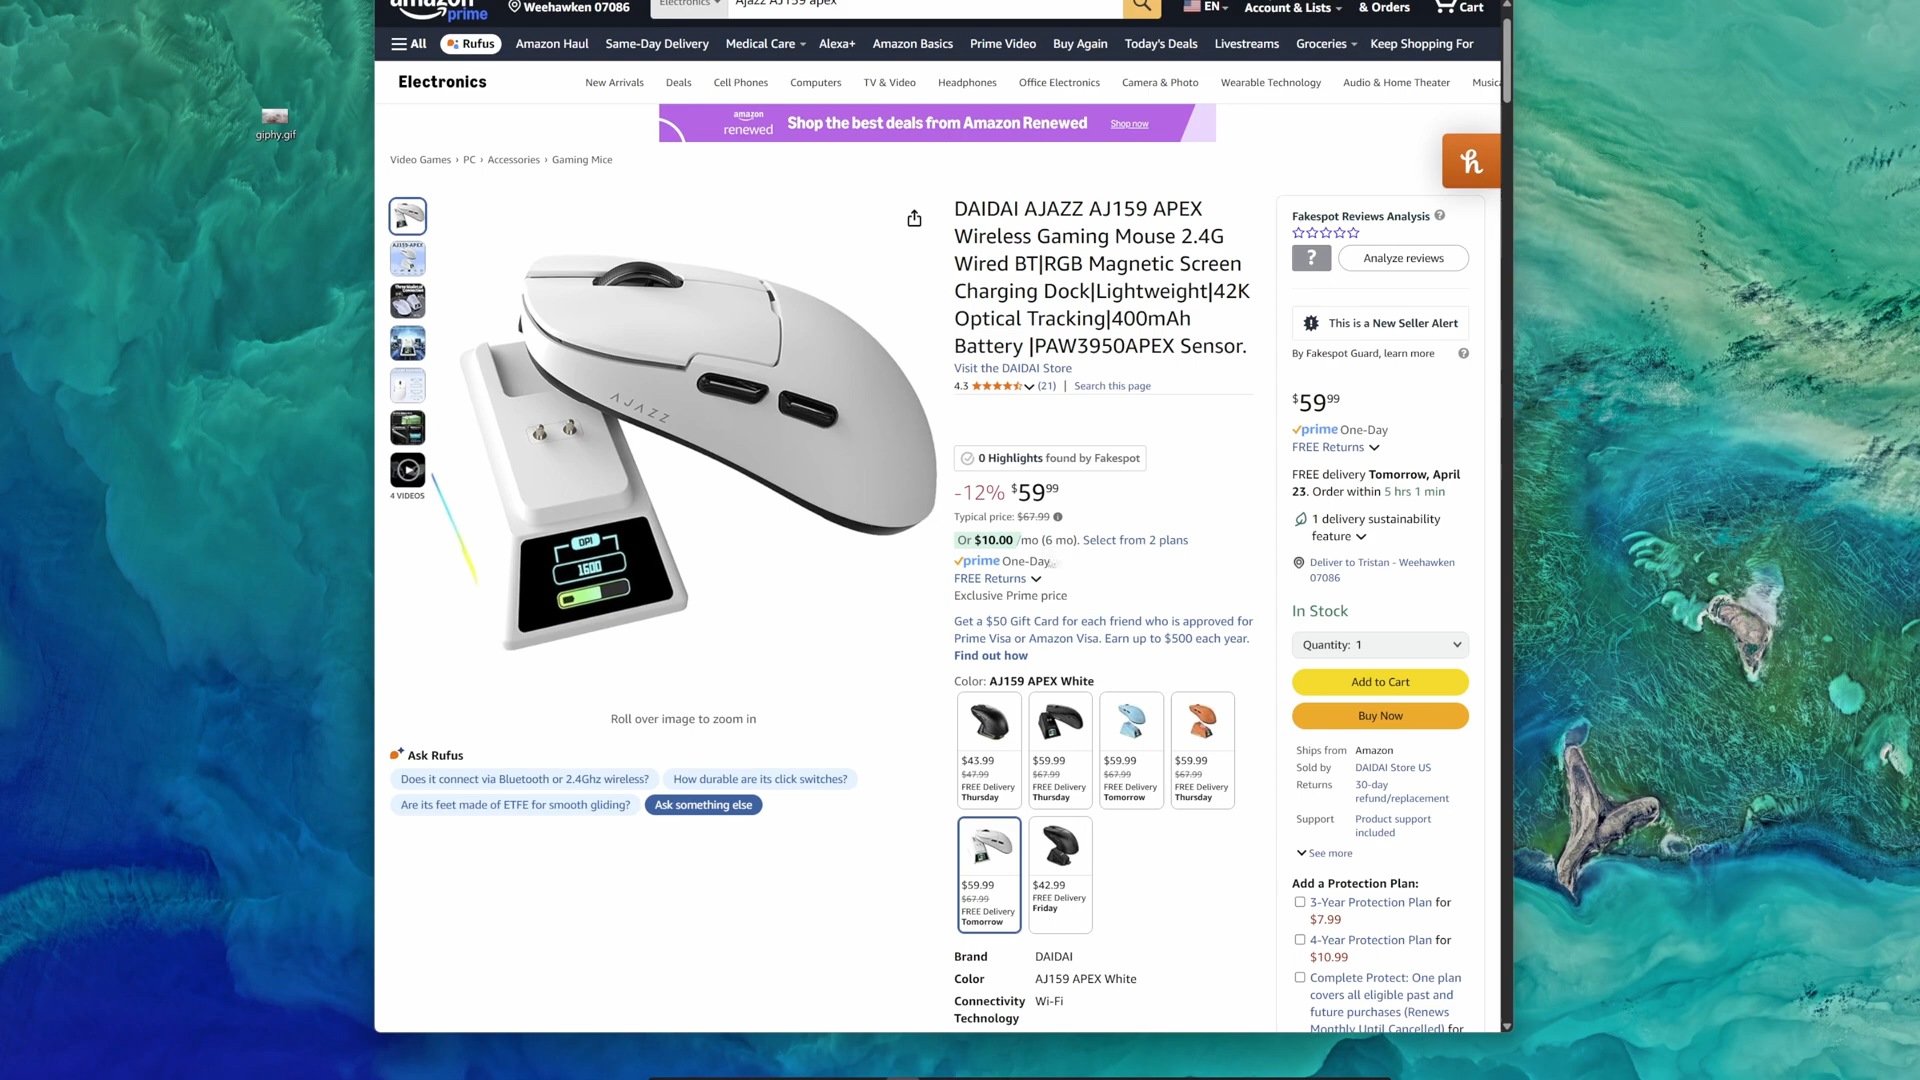 amazon
prime
Weehawken 07086
Electronics
Ajazz AJ159 apex
EN
Account & Lists
& Orders
Cart
All
Rufus
Amazon Haul
Same-Day Delivery
Medical Care
Alexa+
Amazon Basics
Prime Video
Buy Again
Today's Deals
Livestreams
Groceries
Keep Shopping For
Electronics
New Arrivals
Deals
Cell Phones
Computers
TV & Video
Headphones
Office Electronics
Camera & Photo
Wearable Technology
Audio & Home Theater
Music
giphy.gif
amazon
renewed
Shop the best deals from Amazon Renewed
Shop now
Video Games › PC › Accessories › Gaming Mice
AJ159-APEX
4 VIDEOS
AJAZZ
DPI
1600
Roll over image to zoom in
Ask Rufus
Does it connect via Bluetooth or 2.4Ghz wireless?
How durable are its click switches?
Are its feet made of ETFE for smooth gliding?
Ask something else
DAIDAI AJAZZ AJ159 APEX
Wireless Gaming Mouse 2.4G
Wired BT|RGB Magnetic Screen
Charging Dock|Lightweight|42K
Optical Tracking|400mAh
Battery |PAW3950APEX Sensor.
Visit the DAIDAI Store
4.3 (21) | Search this page
0 Highlights found by Fakespot
-12% $59 99
Typical price: $67.99
Or $10.00 /mo (6 mo). Select from 2 plans
prime One-Day
FREE Returns
Exclusive Prime price
Get a $50 Gift Card for each friend who is approved for
Prime Visa or Amazon Visa. Earn up to $500 each year.
Find out how
Color: AJ159 APEX White
$43.99
$47.99
FREE Delivery
Thursday
$59.99
$67.99
FREE Delivery
Thursday
$59.99
$67.99
FREE Delivery
Tomorrow
$59.99
$67.99
FREE Delivery
Thursday
$59.99
$67.99
FREE Delivery
Tomorrow
$42.99
FREE Delivery
Friday
Brand DAIDAI
Color AJ159 APEX White
Connectivity Wi-Fi
Technology
Fakespot Reviews Analysis ?
? Analyze reviews
This is a New Seller Alert
By Fakespot Guard, learn more ?
$59 99
prime One-Day
FREE Returns
FREE delivery Tomorrow, April
23. Order within 5 hrs 1 min
1 delivery sustainability
feature
Deliver to Tristan - Weehawken
07086
In Stock
Quantity: 1
Add to Cart
Buy Now
Ships from Amazon
Sold by DAIDAI Store US
Returns 30-day
refund/replacement
Support Product support
included
See more
Add a Protection Plan:
3-Year Protection Plan for
$7.99
4-Year Protection Plan for
$10.99
Complete Protect: One plan
covers all eligible past and
future purchases (Renews
Monthly Until Cancelled) for